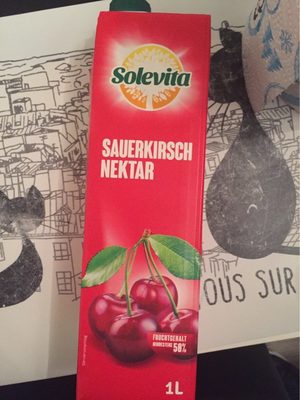 Solevita
SAUERKIRSCH
NEKTAR
OUS SUR
FRUCHTGEHALT
MINDESTENS 50%
1L